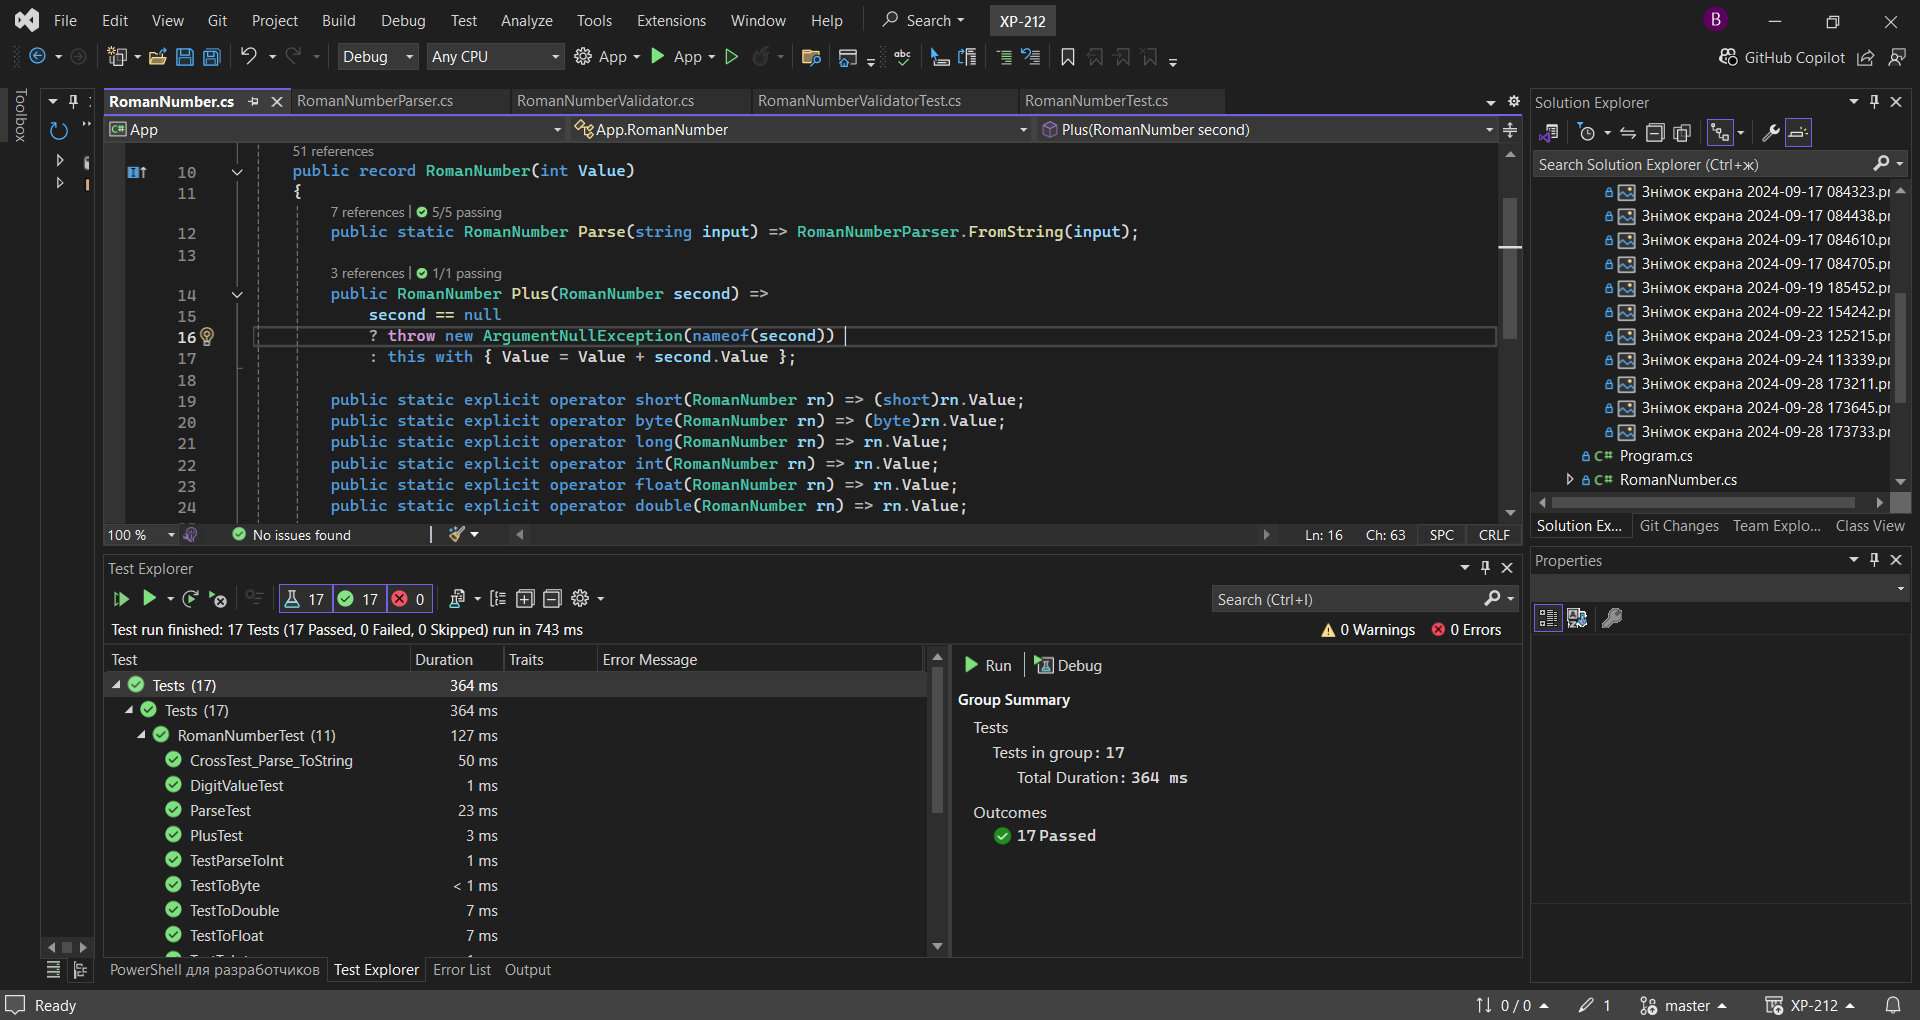 File Edit View Git Project Build Debug Test Analyze Tools Extensions Window Help Search XP-212 B
Debug Any CPU App App GitHub Copilot
Toolbox
RomanNumber.cs RomanNumberParser.cs RomanNumberValidator.cs RomanNumberValidatorTest.cs RomanNumberTest.cs
App App.RomanNumber Plus(RomanNumber second)
51 references
10 public record RomanNumber(int Value)
11 {
7 references | 5/5 passing
12 public static RomanNumber Parse(string input) => RomanNumberParser.FromString(input);
13
3 references | 1/1 passing
14 public RomanNumber Plus(RomanNumber second) =>
15 second == null
16 ? throw new ArgumentNullException(nameof(second))
17 : this with { Value = Value + second.Value };
18
19 public static explicit operator short(RomanNumber rn) => (short)rn.Value;
20 public static explicit operator byte(RomanNumber rn) => (byte)rn.Value;
21 public static explicit operator long(RomanNumber rn) => rn.Value;
22 public static explicit operator int(RomanNumber rn) => rn.Value;
23 public static explicit operator float(RomanNumber rn) => rn.Value;
24 public static explicit operator double(RomanNumber rn) => rn.Value;
100 % No issues found Ln: 16 Ch: 63 SPC CRLF
Test Explorer
17 17 0 Search (Ctrl+I)
Test run finished: 17 Tests (17 Passed, 0 Failed, 0 Skipped) run in 743 ms 0 Warnings 0 Errors
Test Duration Traits Error Message
Tests (17) 364 ms
Tests (17) 364 ms
RomanNumberTest (11) 127 ms
CrossTest_Parse_ToString 50 ms
DigitValueTest 1 ms
ParseTest 23 ms
PlusTest 3 ms
TestParseToInt 1 ms
TestToByte < 1 ms
TestToDouble 7 ms
TestToFloat 7 ms
Run Debug
Group Summary
Tests
Tests in group: 17
Total Duration: 364 ms
Outcomes
17 Passed
PowerShell для разработчиков Test Explorer Error List Output
Solution Explorer
Search Solution Explorer (Ctrl+ж)
Знімок екрана 2024-09-17 084323.pr
Знімок екрана 2024-09-17 084438.pr
Знімок екрана 2024-09-17 084610.pr
Знімок екрана 2024-09-17 084705.pr
Знімок екрана 2024-09-19 185452.pr
Знімок екрана 2024-09-22 154242.pr
Знімок екрана 2024-09-23 125215.pr
Знімок екрана 2024-09-24 113339.pr
Знімок екрана 2024-09-28 173211.pr
Знімок екрана 2024-09-28 173645.pr
Знімок екрана 2024-09-28 173733.pr
C# Program.cs
C# RomanNumber.cs
Solution Ex... Git Changes Team Explo... Class View
Properties
Ready 0 / 0 1 master XP-212